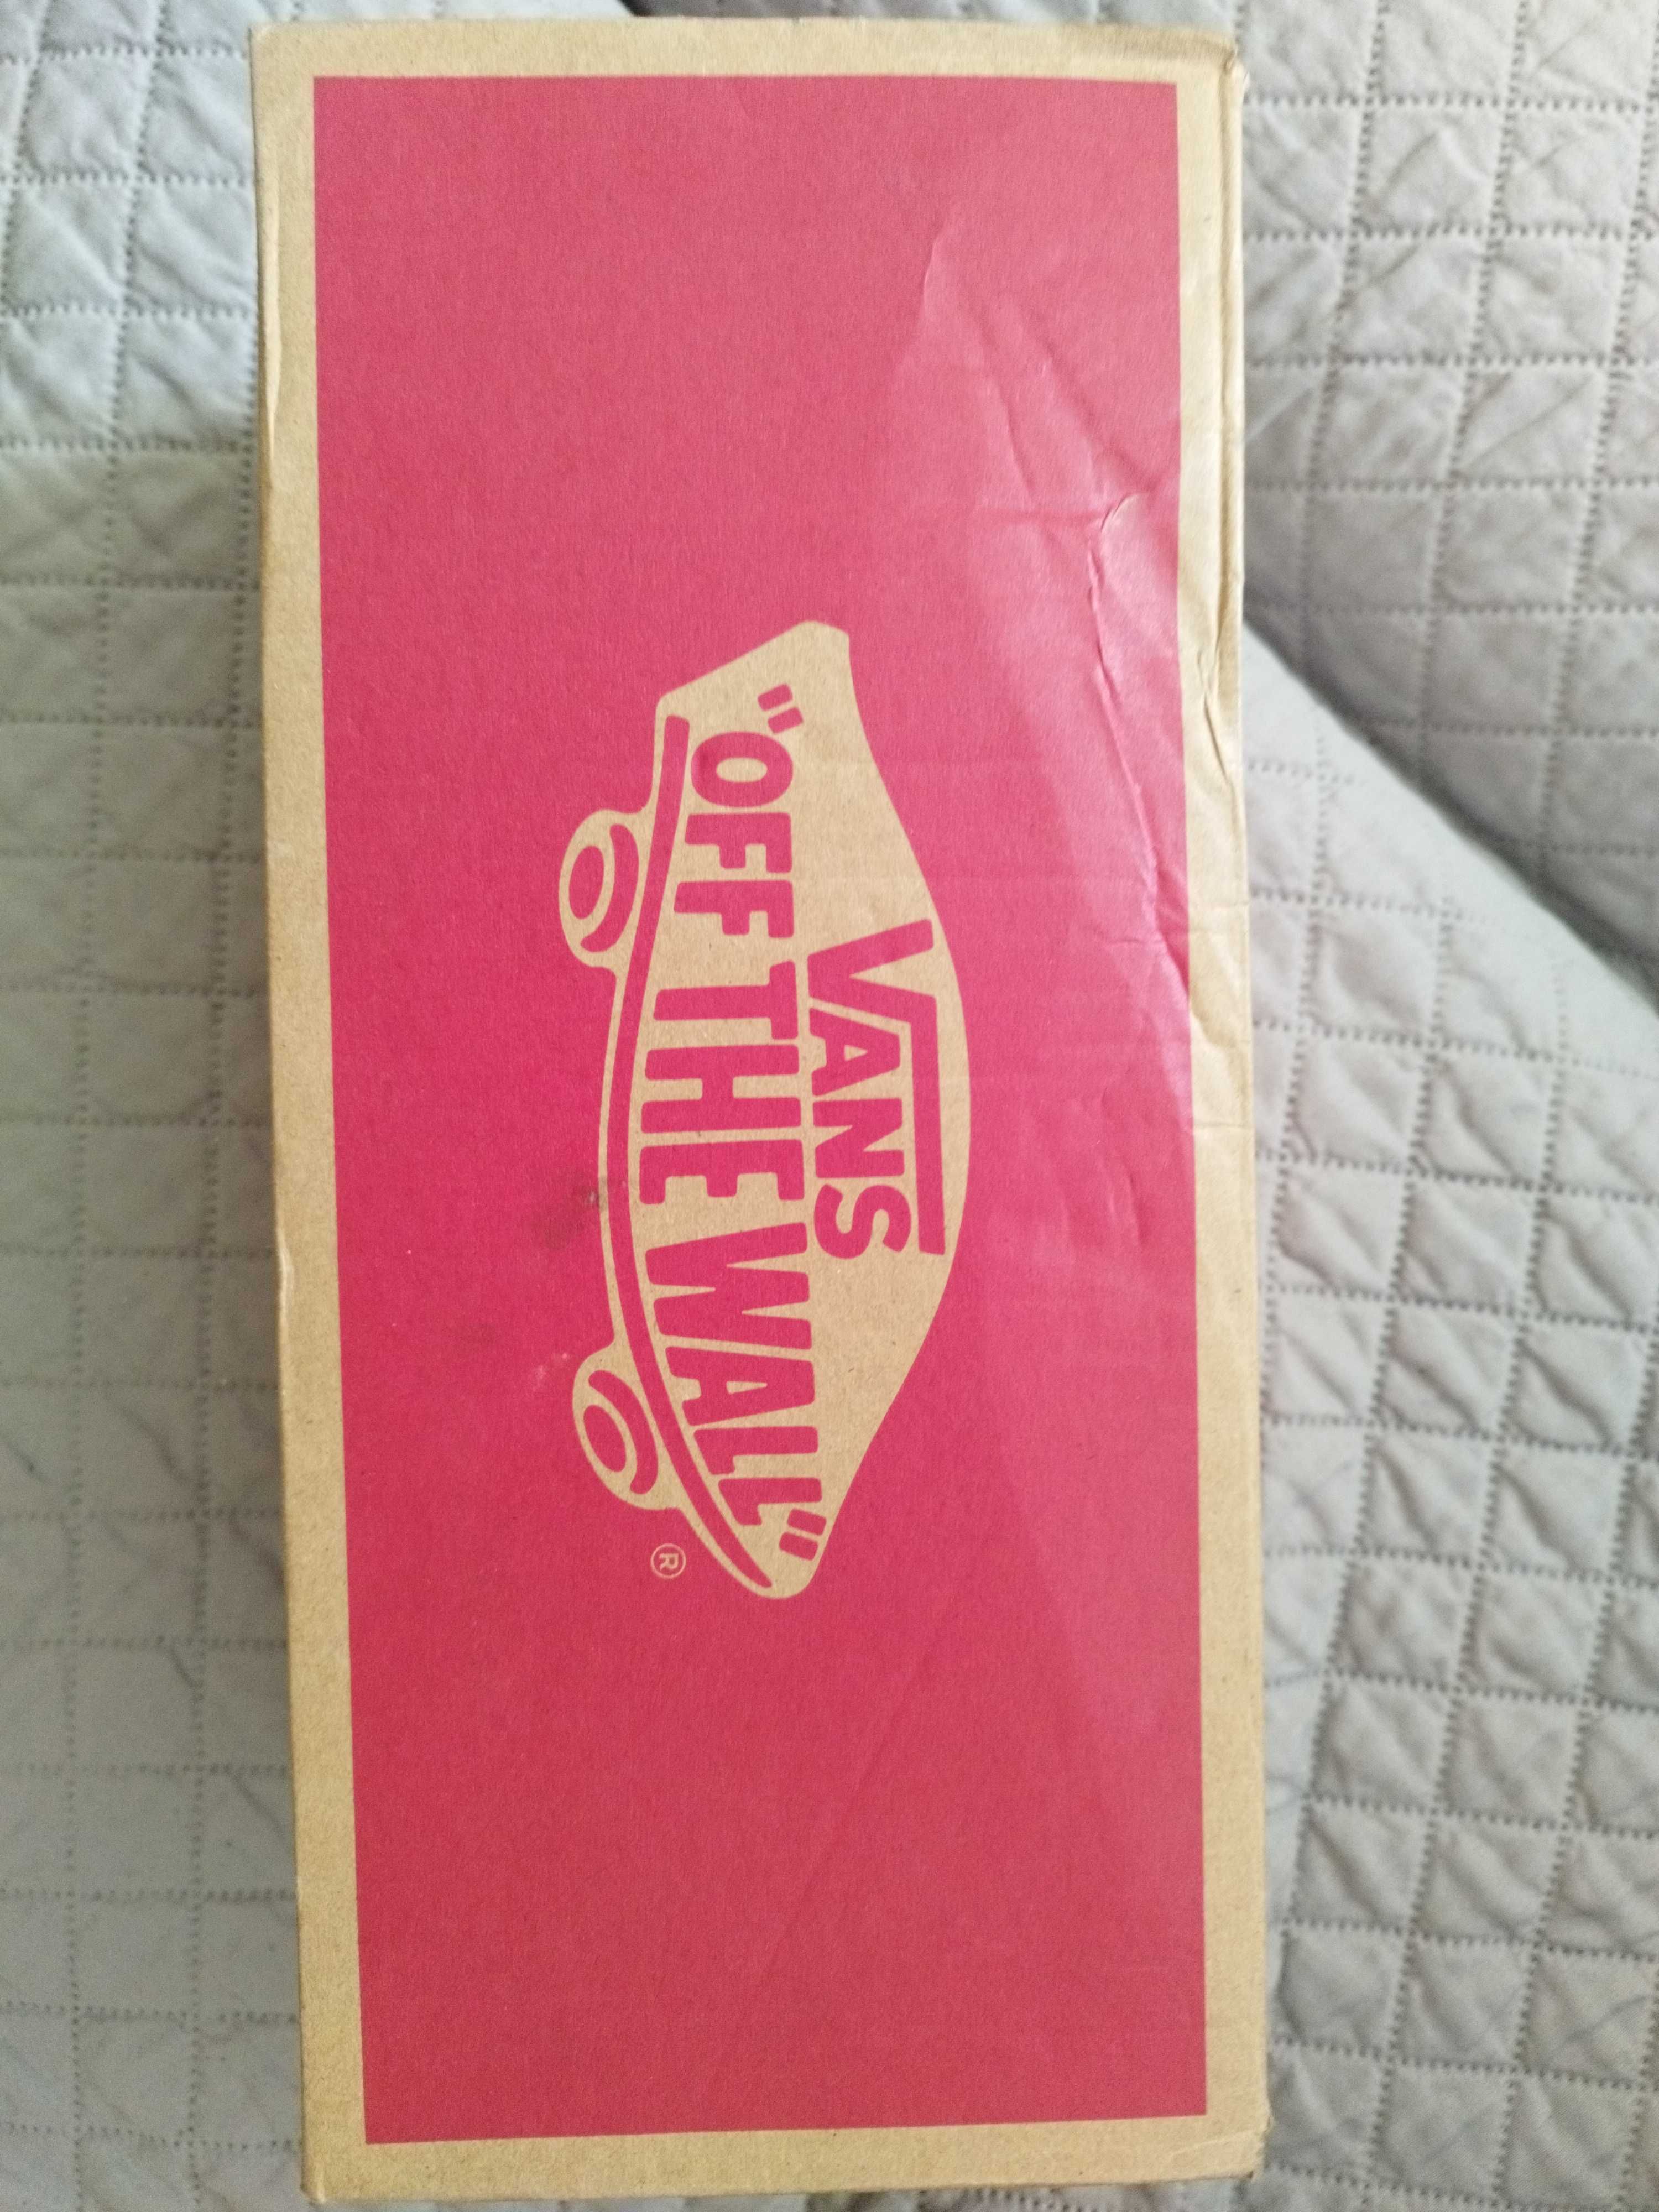 VANS
"OFF THE WALL"
®